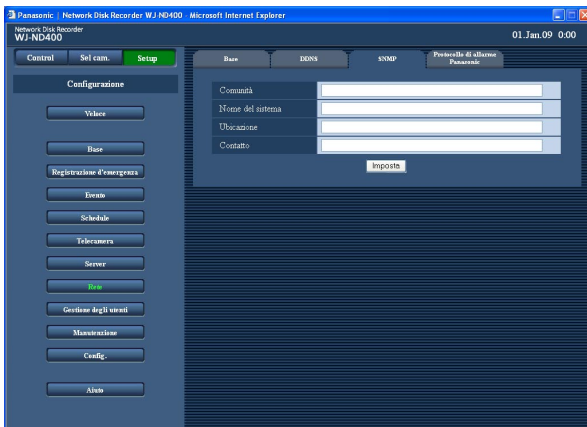 Panasonic | Network Disk Recorder WJ-ND400 - Microsoft Internet Explorer
Network Disk Recorder
WJ-ND400
01.Jan.09 0:00
Control Sel cam. Setup
Configurazione
Veloce
Base
Registrazione d'emergenza
Evento
Schedule
Telecamera
Server
Rete
Gestione degli utenti
Manutenzione
Config.
Aiuto
Base DDNS SNMP Protocollo di allarme Panasonic
Comunità
Nome del sistema
Ubicazione
Contatto
Imposta